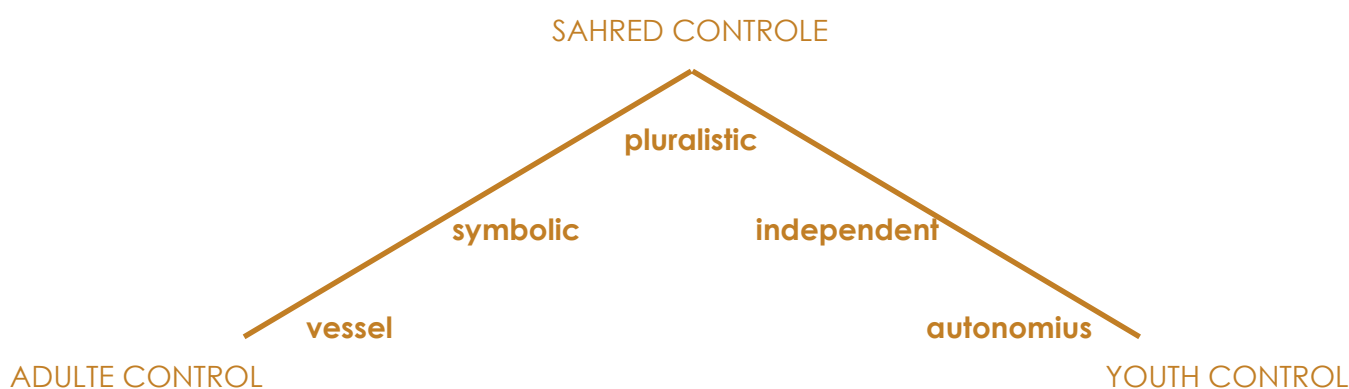 SAHRED CONTROLE
pluralistic
symbolic independent
vessel autonomius
ADULTE CONTROL YOUTH CONTROL